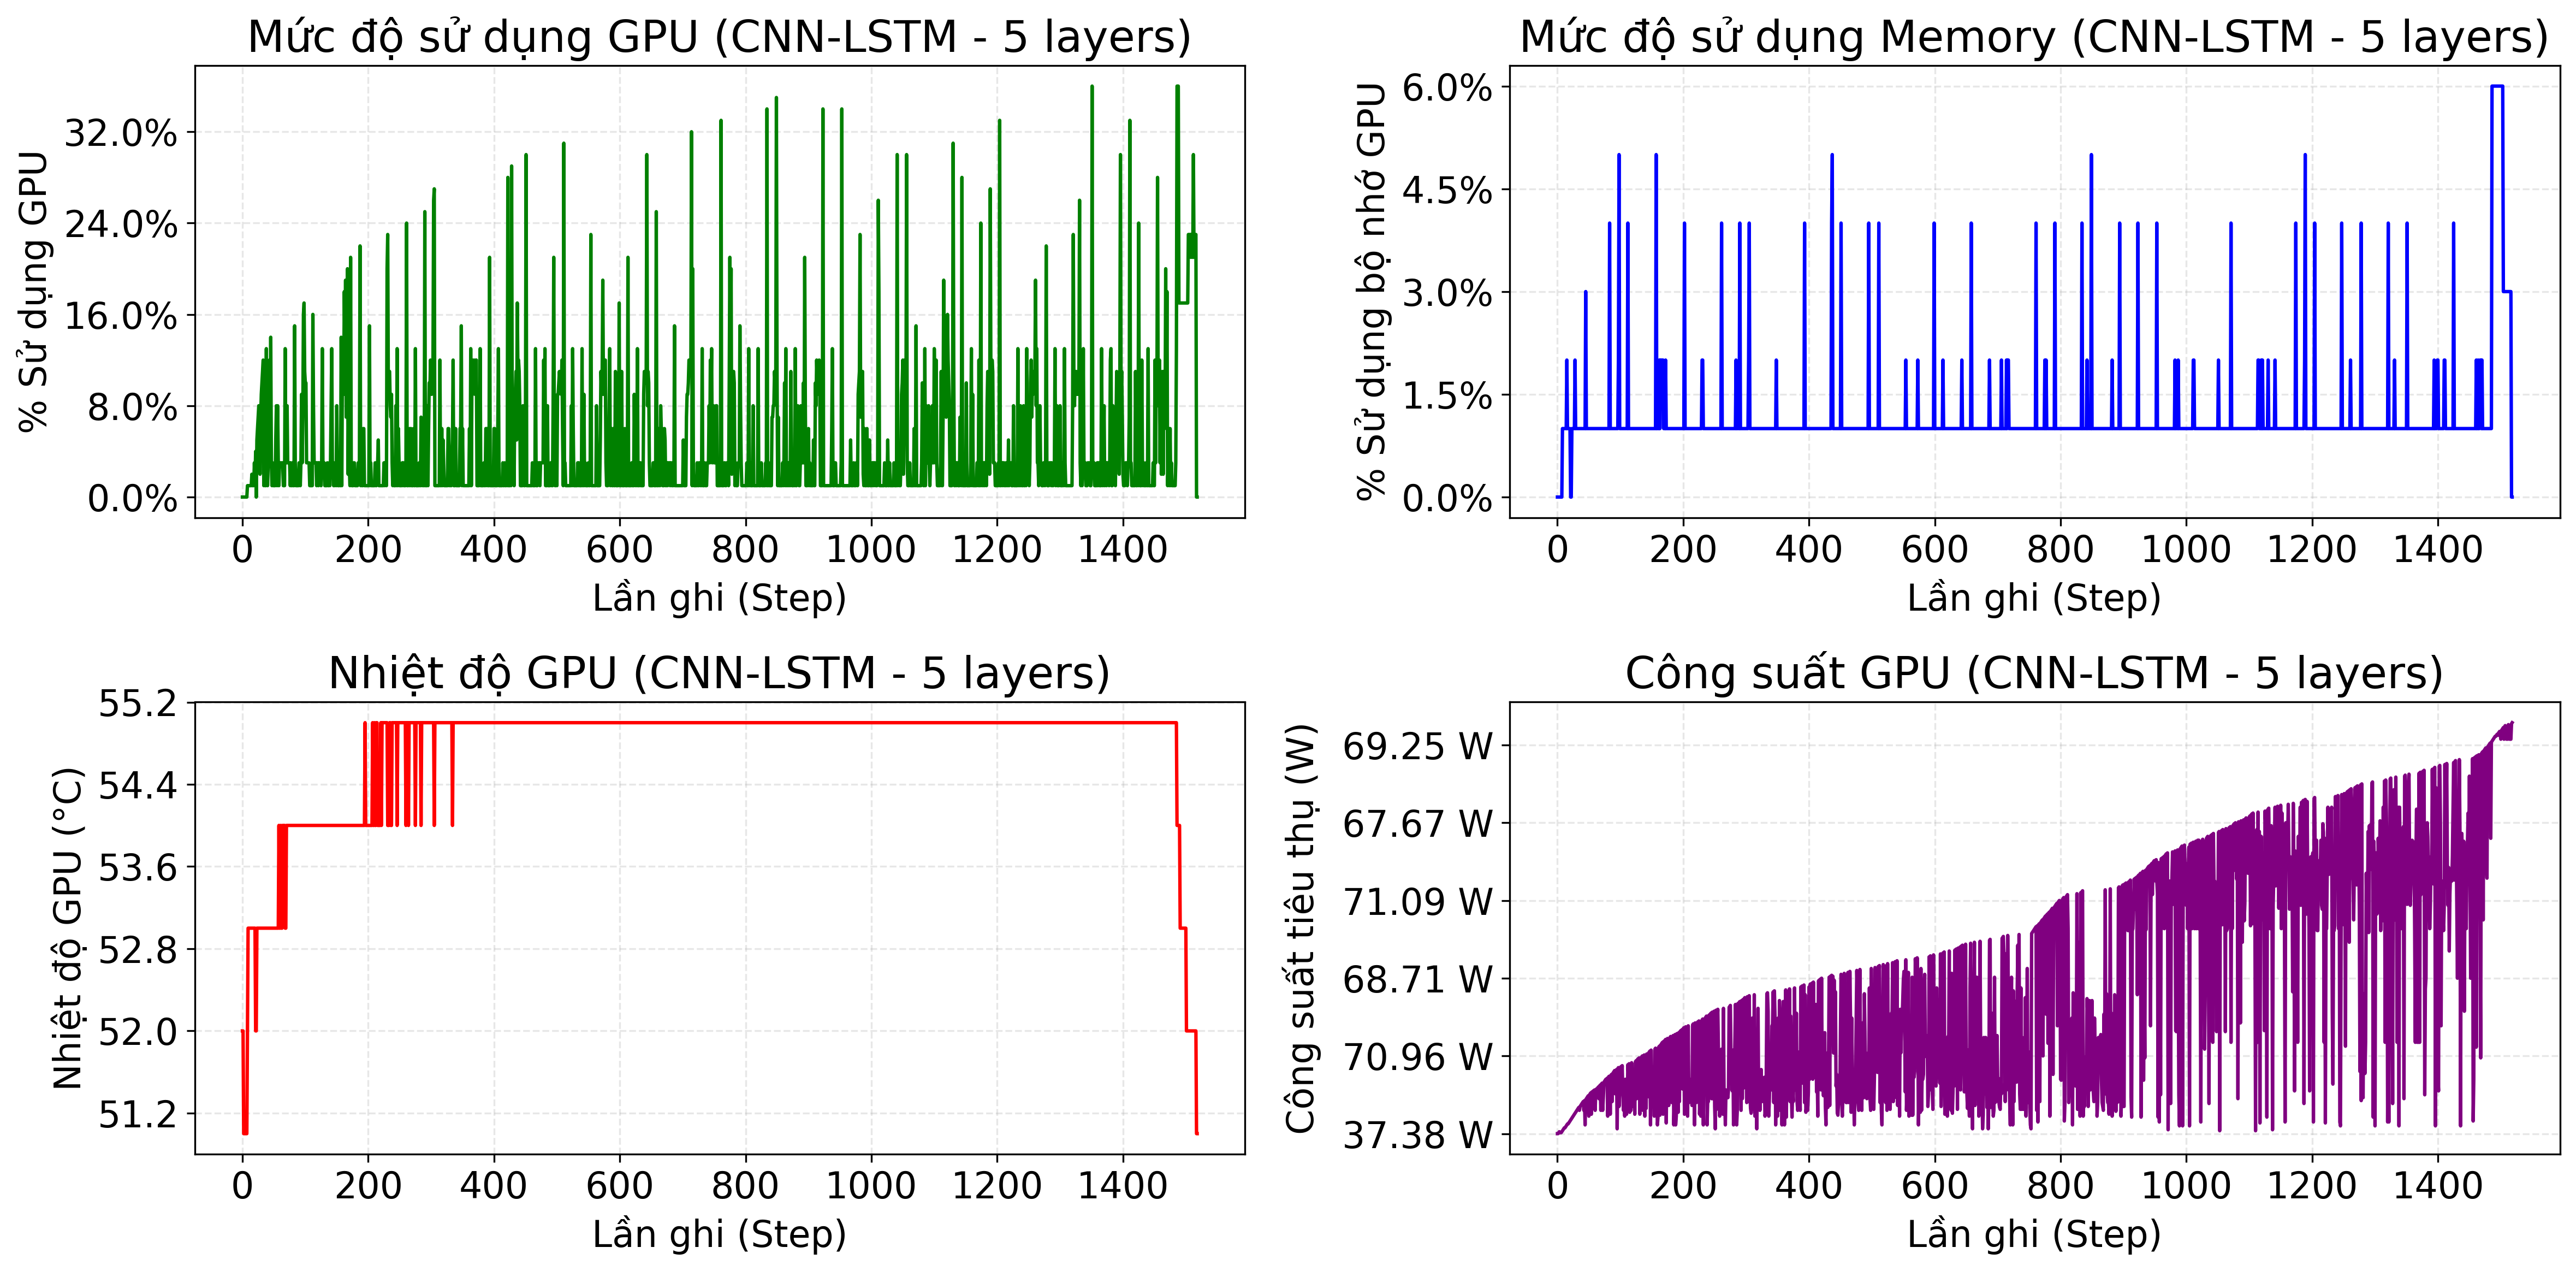 Mức độ sử dụng GPU (CNN-LSTM - 5 layers)
% Sử dụng GPU
32.0%
24.0%
16.0%
8.0%
0.0%
0 200 400 600 800 1000 1200 1400
Lần ghi (Step)
Mức độ sử dụng Memory (CNN-LSTM - 5 layers)
% Sử dụng bộ nhớ GPU
6.0%
4.5%
3.0%
1.5%
0.0%
0 200 400 600 800 1000 1200 1400
Lần ghi (Step)
Nhiệt độ GPU (CNN-LSTM - 5 layers)
Nhiệt độ GPU (°C)
55.2
54.4
53.6
52.8
52.0
51.2
0 200 400 600 800 1000 1200 1400
Lần ghi (Step)
Công suất GPU (CNN-LSTM - 5 layers)
Công suất tiêu thụ (W)
69.25 W
67.67 W
71.09 W
68.71 W
70.96 W
37.38 W
0 200 400 600 800 1000 1200 1400
Lần ghi (Step)